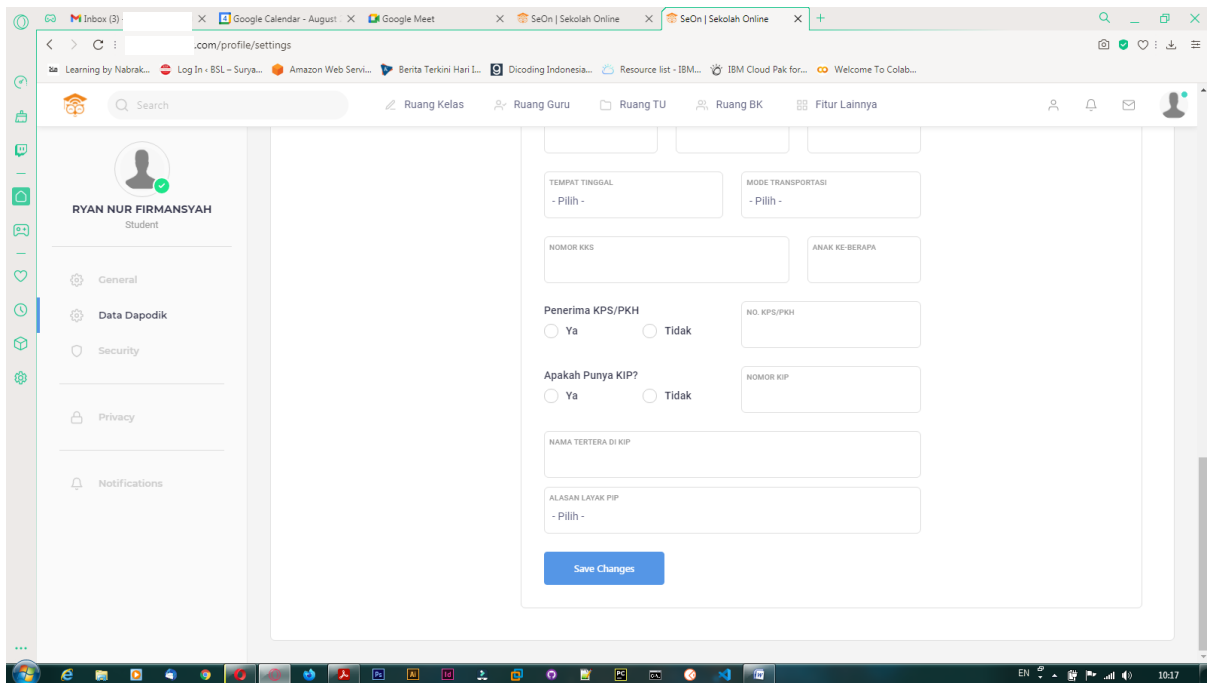 Inbox (3) -
4 Google Calendar - August
Google Meet
SeOn | Sekolah Online
SeOn | Sekolah Online
.com/profile/settings
Learning by Nabrak...
Log In ‹ BSL – Surya...
Amazon Web Servi...
Berita Terkini Hari I...
Dicoding Indonesia...
Resource list - IBM...
IBM Cloud Pak for...
Welcome To Colab...
Search
Ruang Kelas
Ruang Guru
Ruang TU
Ruang BK
Fitur Lainnya
RYAN NUR FIRMANSYAH
Student
General
Data Dapodik
Security
Privacy
Notifications
TEMPAT TINGGAL
- Pilih -
MODE TRANSPORTASI
- Pilih -
NOMOR KKS
ANAK KE-BERAPA
Penerima KPS/PKH
Ya
Tidak
NO. KPS/PKH
Apakah Punya KIP?
Ya
Tidak
NOMOR KIP
NAMA TERTERA DI KIP
ALASAN LAYAK PIP
- Pilih -
Save Changes
Ps
Ai
Id
PC
EN
10:17